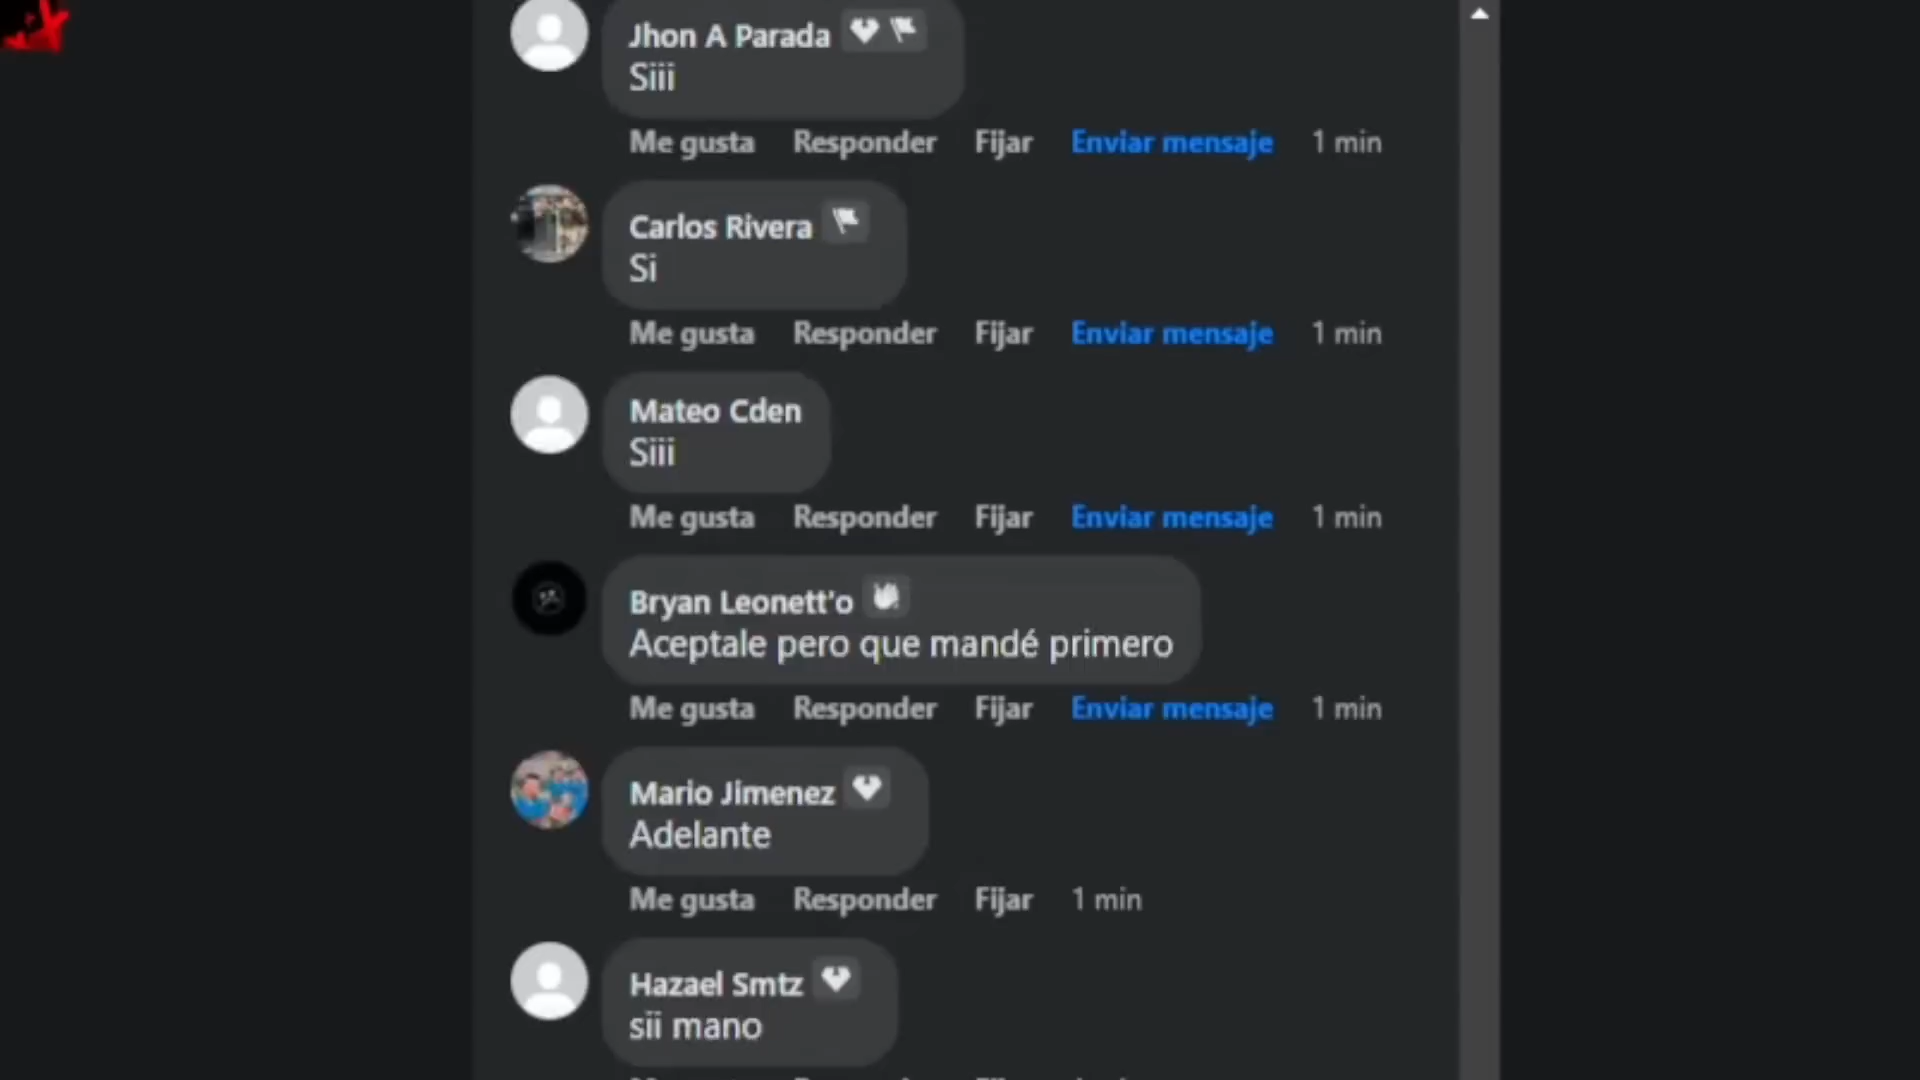 Jhon A Parada
Siii
Me gusta Responder Fijar Enviar mensaje 1 min
Carlos Rivera
Si
Me gusta Responder Fijar Enviar mensaje 1 min
Mateo Cden
Siii
Me gusta Responder Fijar Enviar mensaje 1 min
Bryan Leonett'o
Aceptale pero que mandé primero
Me gusta Responder Fijar Enviar mensaje 1 min
Mario Jimenez
Adelante
Me gusta Responder Fijar 1 min
Hazael Smtz
sii mano